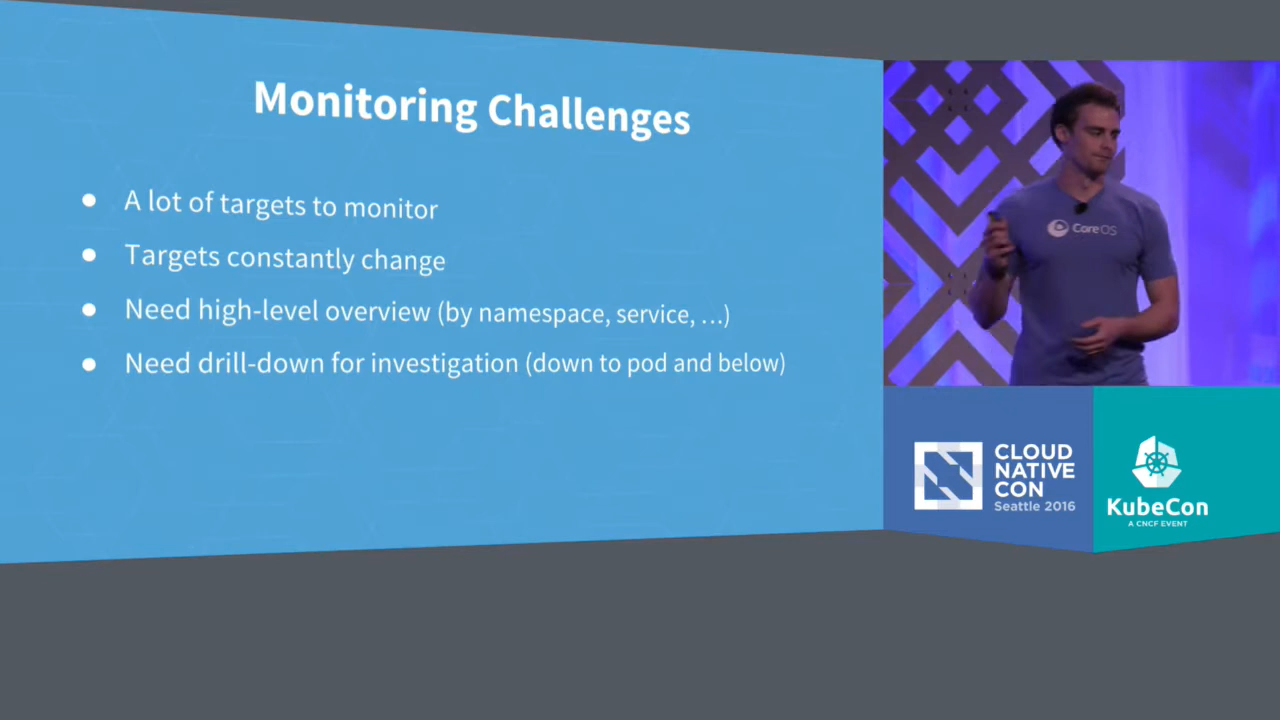 Monitoring Challenges
● A lot of targets to monitor
● Targets constantly change
● Need high-level overview (by namespace, service, …)
● Need drill-down for investigation (down to pod and below)
CoreOS
CLOUD
NATIVE
CON
Seattle 2016
KubeCon
A CNCF EVENT